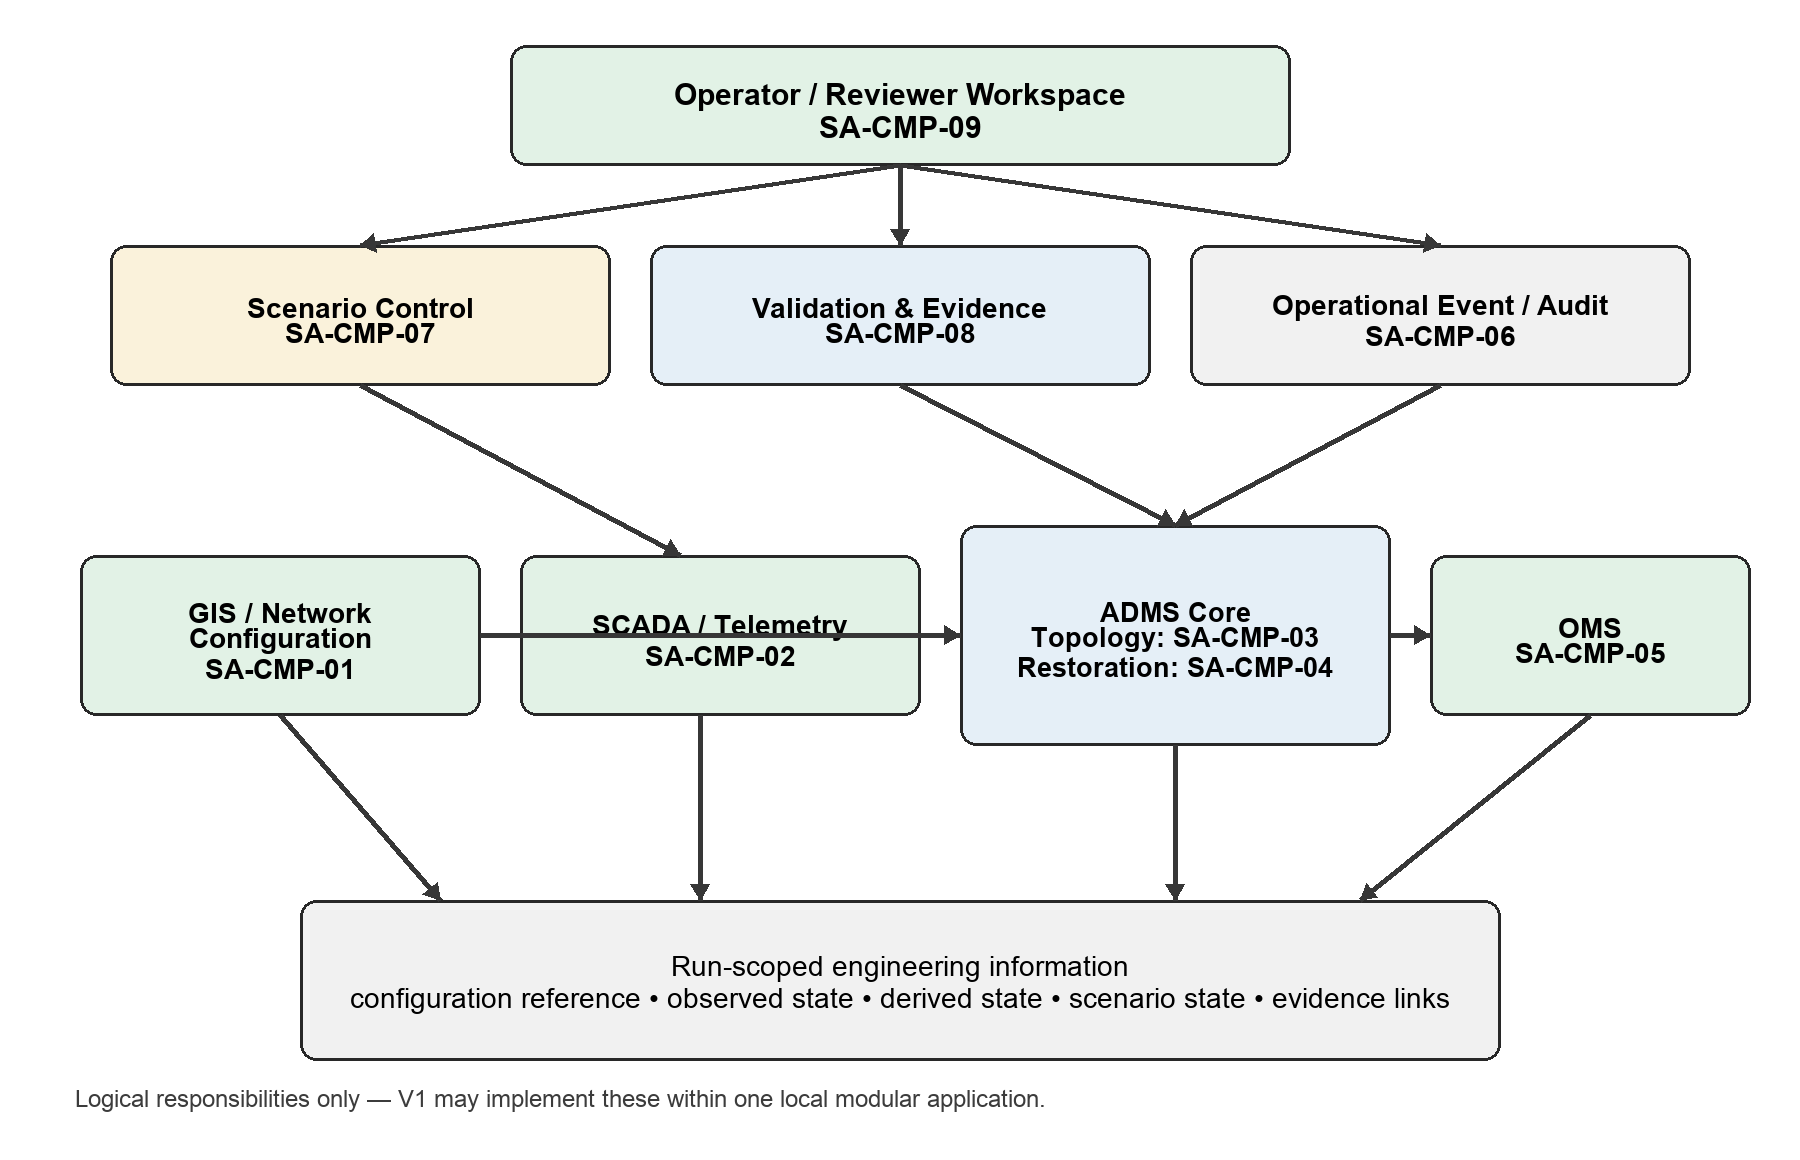 Operator / Reviewer Workspace
SA-CMP-09
Scenario Control
SA-CMP-07
Validation & Evidence
SA-CMP-08
Operational Event / Audit
SA-CMP-06
GIS / Network
Configuration
SA-CMP-01
SCADA / Telemetry
SA-CMP-02
ADMS Core
Topology: SA-CMP-03
Restoration: SA-CMP-04
OMS
SA-CMP-05
Run-scoped engineering information
configuration reference • observed state • derived state • scenario state • evidence links
Logical responsibilities only — V1 may implement these within one local modular application.